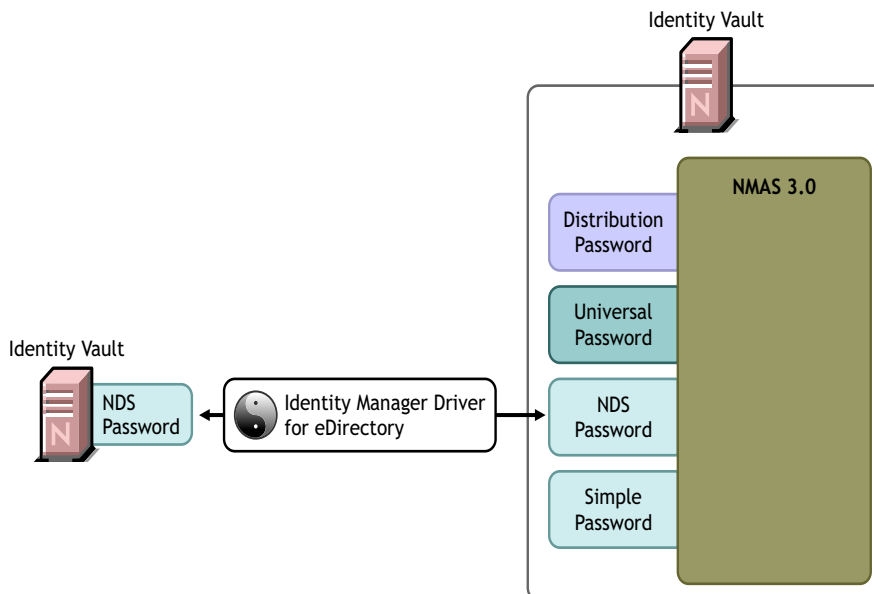 Identity Vault
NMAS 3.0
Distribution
Password
Universal
Password
Identity Vault
N
NDS
Password
Identity Manager Driver
for eDirectory
NDS
Password
Simple
Password
N